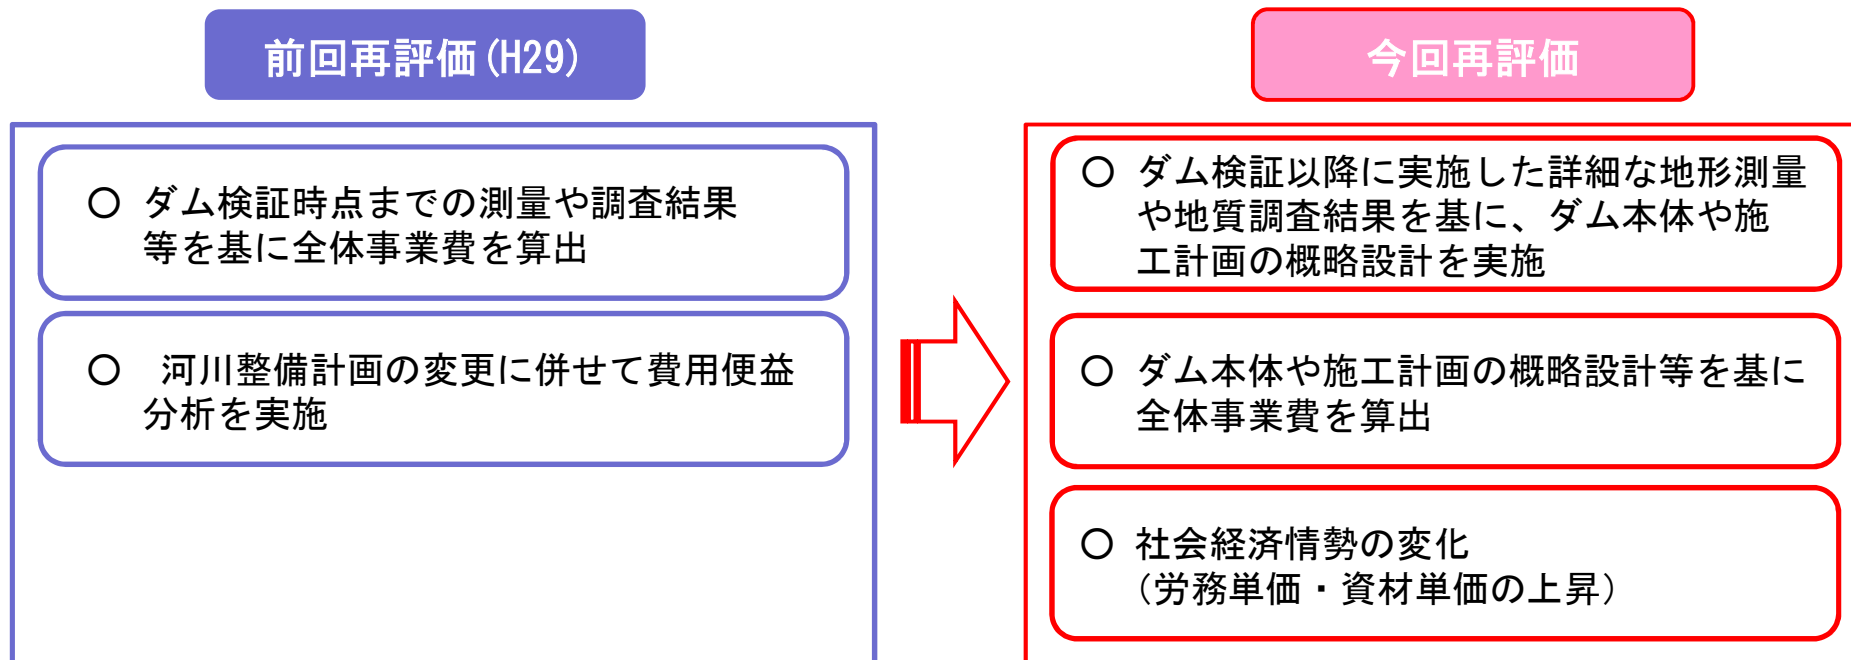 前回再評価(H29)
〇 ダム検証時点までの測量や調査結果
等を基に全体事業費を算出
〇 河川整備計画の変更に併せて費用便益
分析を実施
今回再評価
〇 ダム検証以降に実施した詳細な地形測量
や地質調査結果を基に、ダム本体や施
工計画の概略設計を実施
〇 ダム本体や施工計画の概略設計等を基に
全体事業費を算出
〇 社会経済情勢の変化
(労務単価・資材単価の上昇)